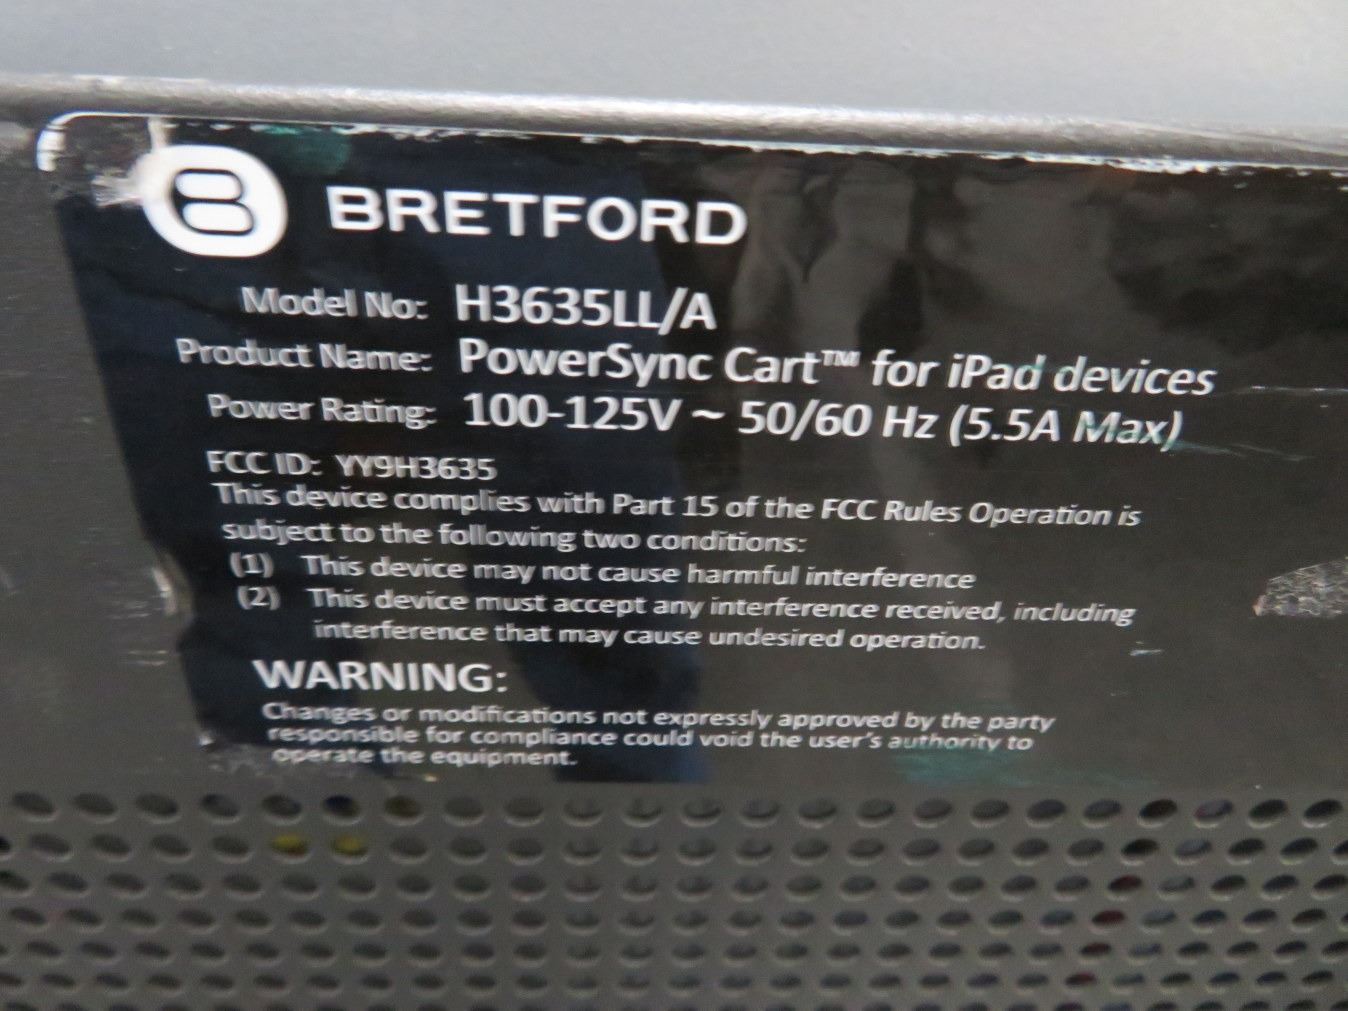 BRETFORD
Model No: H3635LL/A
Product Name: PowerSync Cart™ for iPad devices
Power Rating: 100-125V ~ 50/60 Hz (5.5A Max)
FCC ID: YY9H3635
This device complies with Part 15 of the FCC Rules Operation is
subject to the following two conditions:
(1) This device may not cause harmful interference
(2) This device must accept any interference received, including
interference that may cause undesired operation.
WARNING:
Changes or modifications not expressly approved by the party
responsible for compliance could void the user's authority to
operate the equipment.